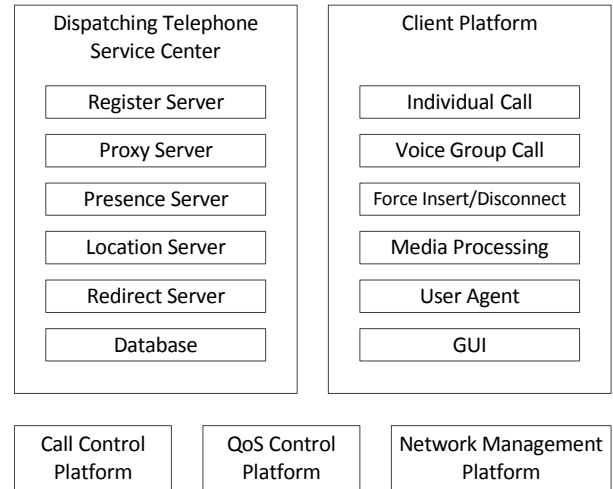 Dispatching Telephone
Service Center
Register Server
Proxy Server
Presence Server
Location Server
Redirect Server
Database
Client Platform
Individual Call
Voice Group Call
Force Insert/Disconnect
Media Processing
User Agent
GUI
Call Control
Platform
QoS Control
Platform
Network Management
Platform